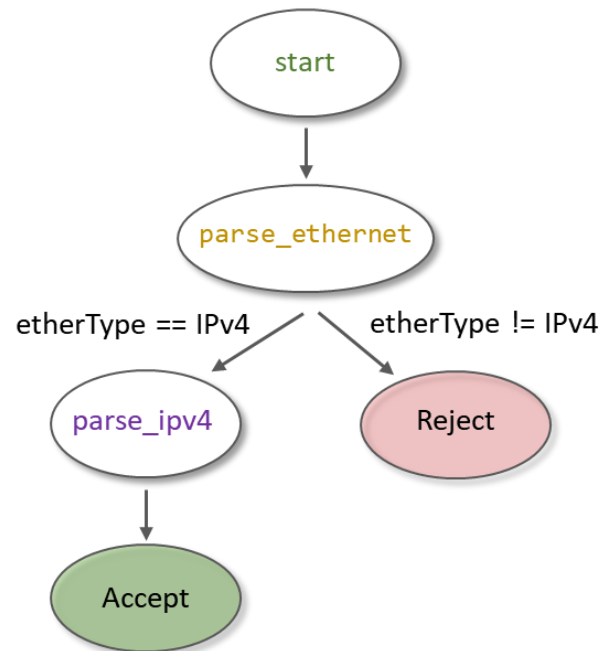 start
parse_ethernet
etherType == IPv4
etherType != IPv4
parse_ipv4
Reject
Accept